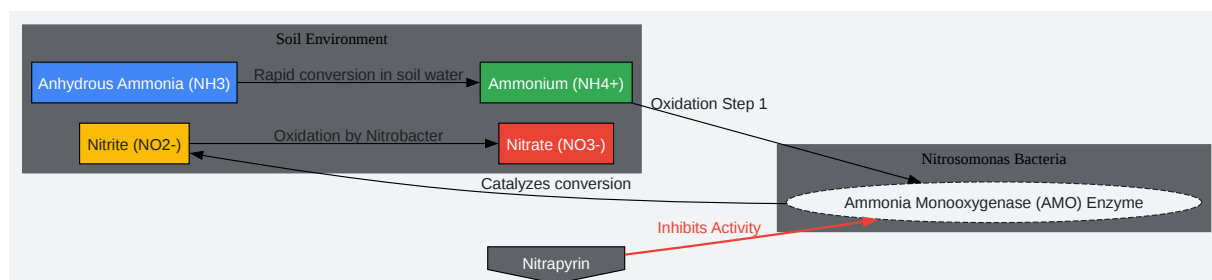 Soil Environment
Anhydrous Ammonia (NH3)
Rapid conversion in soil water
Ammonium (NH4+)
Oxidation Step 1
Nitrite (NO2-)
Oxidation by Nitrobacter
Nitrate (NO3-)
Nitrosomonas Bacteria
Catalyzes conversion
Ammonia Monooxygenase (AMO) Enzyme
Inhibits Activity
Nitrapyrin